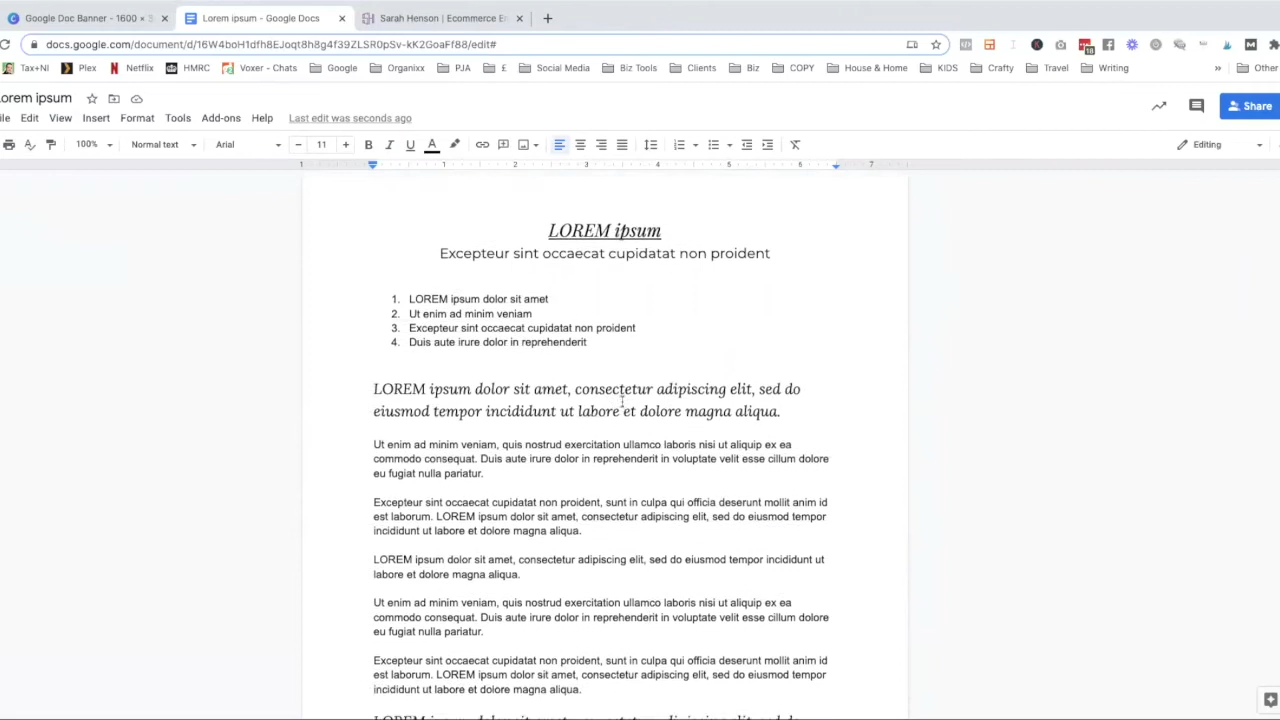 Google Doc Banner - 1600 × S
Lorem ipsum - Google Docs
Sarah Henson | Ecommerce E
docs.google.com/document/d/16W4boH1dfh8EJoqt8h8g4f39ZLSR0pSv-kK2GoaFf88/edit#
Tax+NI Plex Netflix HMRC Voxer - Chats Google Organixx PJA £ Social Media Biz Tools Clients Biz COPY House & Home KIDS Crafty Travel Writing » Other
orem ipsum
ile Edit View Insert Format Tools Add-ons Help Last edit was seconds ago
Share
100% Normal text Arial 11 B I U A Editing
1 1 2 3 4 5 6 7
LOREM ipsum
Excepteur sint occaecat cupidatat non proident
1. LOREM ipsum dolor sit amet
2. Ut enim ad minim veniam
3. Excepteur sint occaecat cupidatat non proident
4. Duis aute irure dolor in reprehenderit
LOREM ipsum dolor sit amet, consectetur adipiscing elit, sed do
eiusmod tempor incididunt ut labore et dolore magna aliqua.
Ut enim ad minim veniam, quis nostrud exercitation ullamco laboris nisi ut aliquip ex ea
commodo consequat. Duis aute irure dolor in reprehenderit in voluptate velit esse cillum dolore
eu fugiat nulla pariatur.
Excepteur sint occaecat cupidatat non proident, sunt in culpa qui officia deserunt mollit anim id
est laborum. LOREM ipsum dolor sit amet, consectetur adipiscing elit, sed do eiusmod tempor
incididunt ut labore et dolore magna aliqua.
LOREM ipsum dolor sit amet, consectetur adipiscing elit, sed do eiusmod tempor incididunt ut
labore et dolore magna aliqua.
Ut enim ad minim veniam, quis nostrud exercitation ullamco laboris nisi ut aliquip ex ea
commodo consequat. Duis aute irure dolor in reprehenderit in voluptate velit esse cillum dolore
eu fugiat nulla pariatur.
Excepteur sint occaecat cupidatat non proident, sunt in culpa qui officia deserunt mollit anim id
est laborum. LOREM ipsum dolor sit amet, consectetur adipiscing elit, sed do eiusmod tempor
incididunt ut labore et dolore magna aliqua.